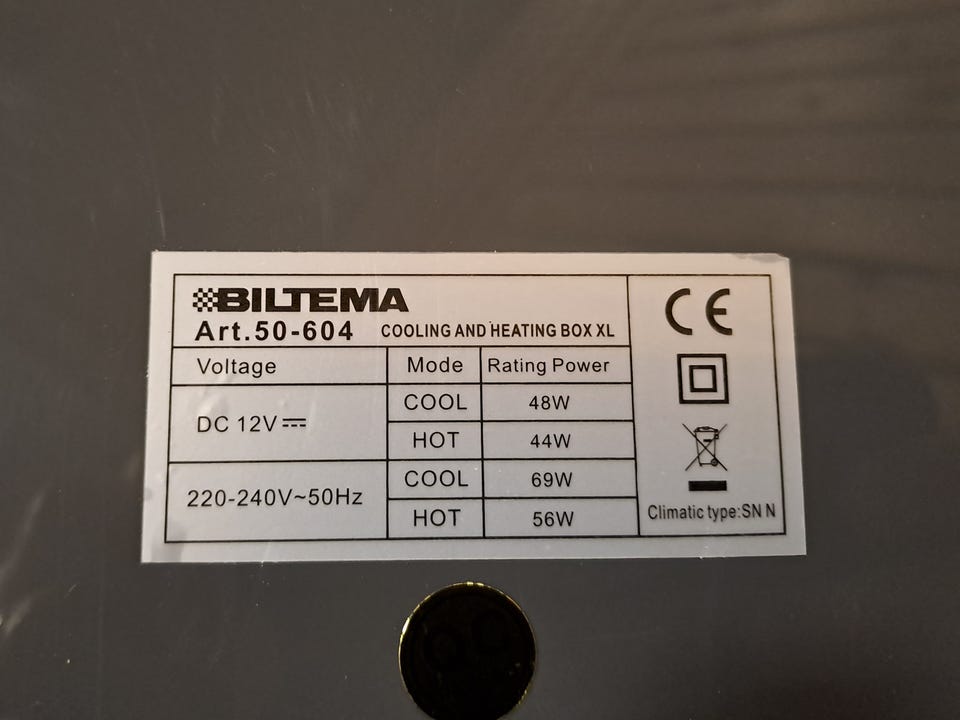 BILTEMA
Art.50-604 COOLING AND HEATING BOX XL
Voltage Mode Rating Power
DC 12V COOL 48W
HOT 44W
220-240V~50Hz COOL 69W
HOT 56W
CE
Climatic type:SN N